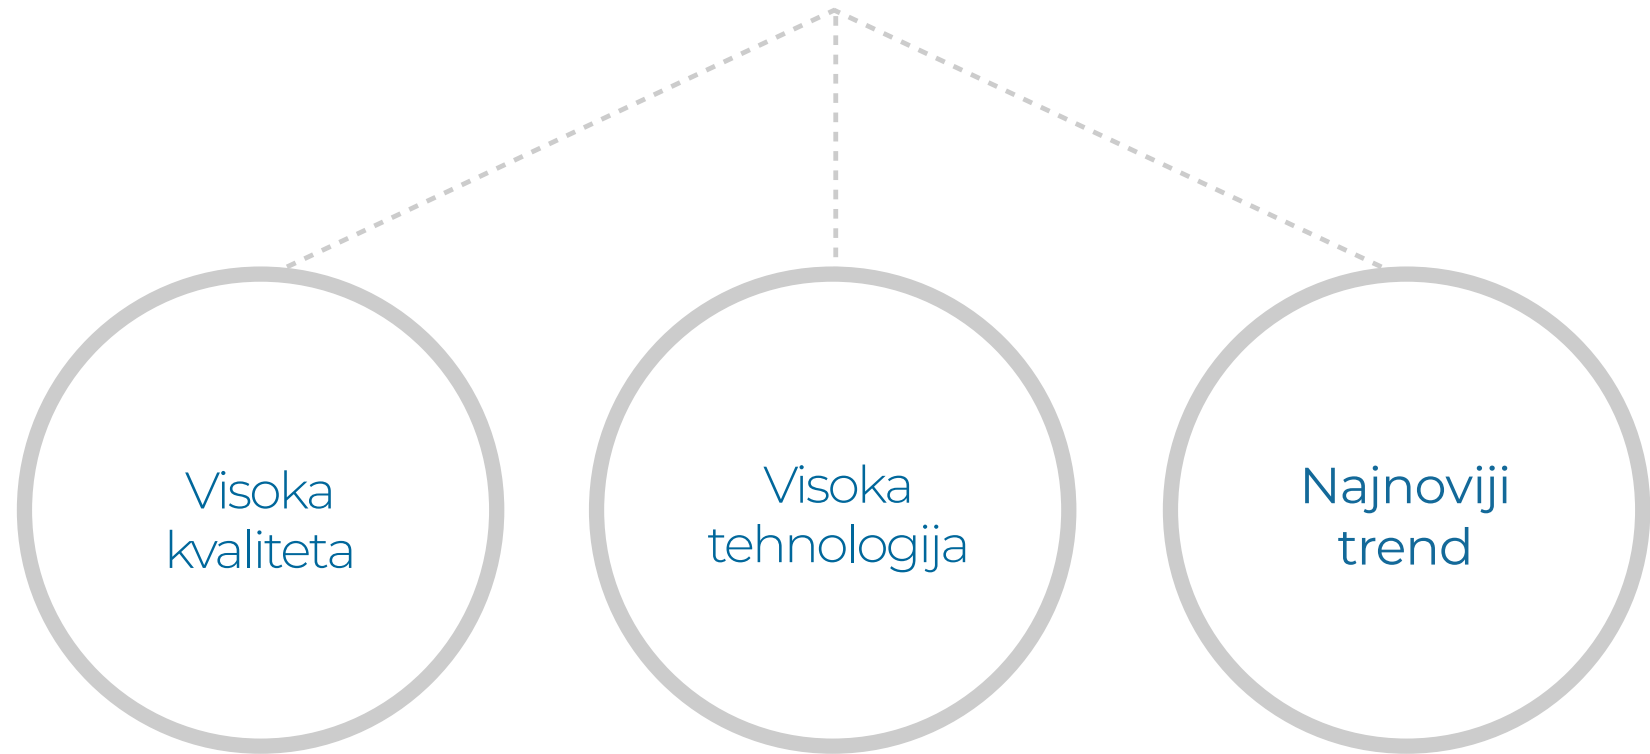 Visoka
kvaliteta
Visoka
tehnologija
Najnoviji
trend